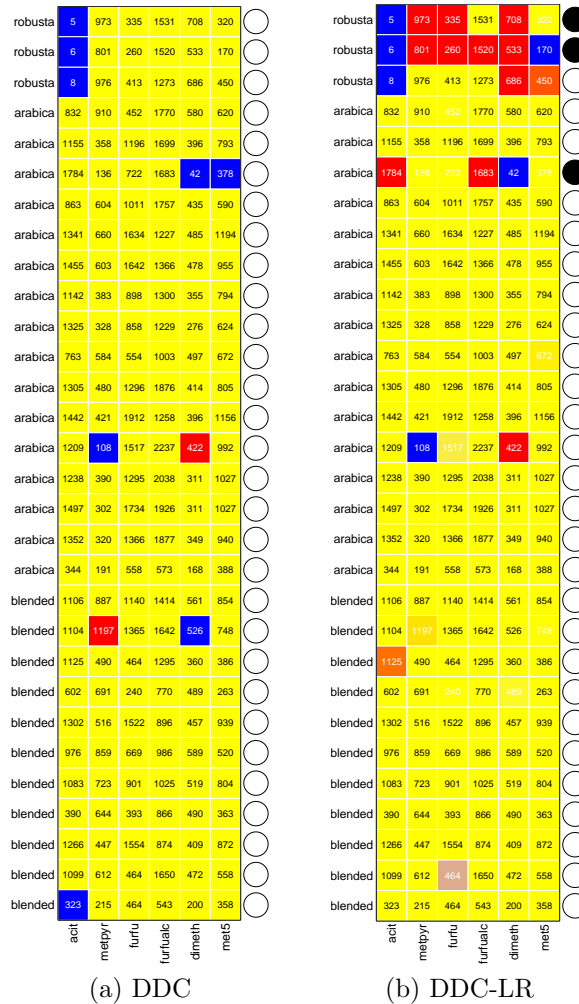 robusta 5 973 335 1531 708 320
robusta 6 801 260 1520 533 170
robusta 8 976 413 1273 686 450
arabica 832 910 452 1770 580 620
arabica 1155 358 1196 1699 396 793
arabica 1784 136 722 1683 42 378
arabica 863 604 1011 1757 435 590
arabica 1341 660 1634 1227 485 1194
arabica 1455 603 1642 1366 478 955
arabica 1142 383 898 1300 355 794
arabica 1325 328 858 1229 276 624
arabica 763 584 554 1003 497 672
arabica 1305 480 1296 1876 414 805
arabica 1442 421 1912 1258 396 1156
arabica 1209 108 1517 2237 422 992
arabica 1238 390 1295 2038 311 1027
arabica 1497 302 1734 1926 311 1027
arabica 1352 320 1366 1877 349 940
arabica 344 191 558 573 168 388
blended 1106 887 1140 1414 561 854
blended 1104 1197 1365 1642 526 748
blended 1125 490 464 1295 360 386
blended 602 691 240 770 489 263
blended 1302 516 1522 896 457 939
blended 976 859 669 986 589 520
blended 1083 723 901 1025 519 804
blended 390 644 393 866 490 363
blended 1266 447 1554 874 409 872
blended 1099 612 464 1650 472 558
blended 323 215 464 543 200 358
acit metpyr furfu furfualc dimeth met5
(a) DDC
robusta 5 973 335 1531 708 320
robusta 6 801 260 1520 533 170
robusta 8 976 413 1273 686 450
arabica 832 910 452 1770 580 620
arabica 1155 358 1196 1699 396 793
arabica 1784 136 722 1683 42 378
arabica 863 604 1011 1757 435 590
arabica 1341 660 1634 1227 485 1194
arabica 1455 603 1642 1366 478 955
arabica 1142 383 898 1300 355 794
arabica 1325 328 858 1229 276 624
arabica 763 584 554 1003 497 672
arabica 1305 480 1296 1876 414 805
arabica 1442 421 1912 1258 396 1156
arabica 1209 108 1517 2237 422 992
arabica 1238 390 1295 2038 311 1027
arabica 1497 302 1734 1926 311 1027
arabica 1352 320 1366 1877 349 940
arabica 344 191 558 573 168 388
blended 1106 887 1140 1414 561 854
blended 1104 1197 1365 1642 526 748
blended 1125 490 464 1295 360 386
blended 602 691 240 770 489 263
blended 1302 516 1522 896 457 939
blended 976 859 669 986 589 520
blended 1083 723 901 1025 519 804
blended 390 644 393 866 490 363
blended 1266 447 1554 874 409 872
blended 1099 612 464 1650 472 558
blended 323 215 464 543 200 358
acit metpyr furfu furfualc dimeth met5
(b) DDC-LR